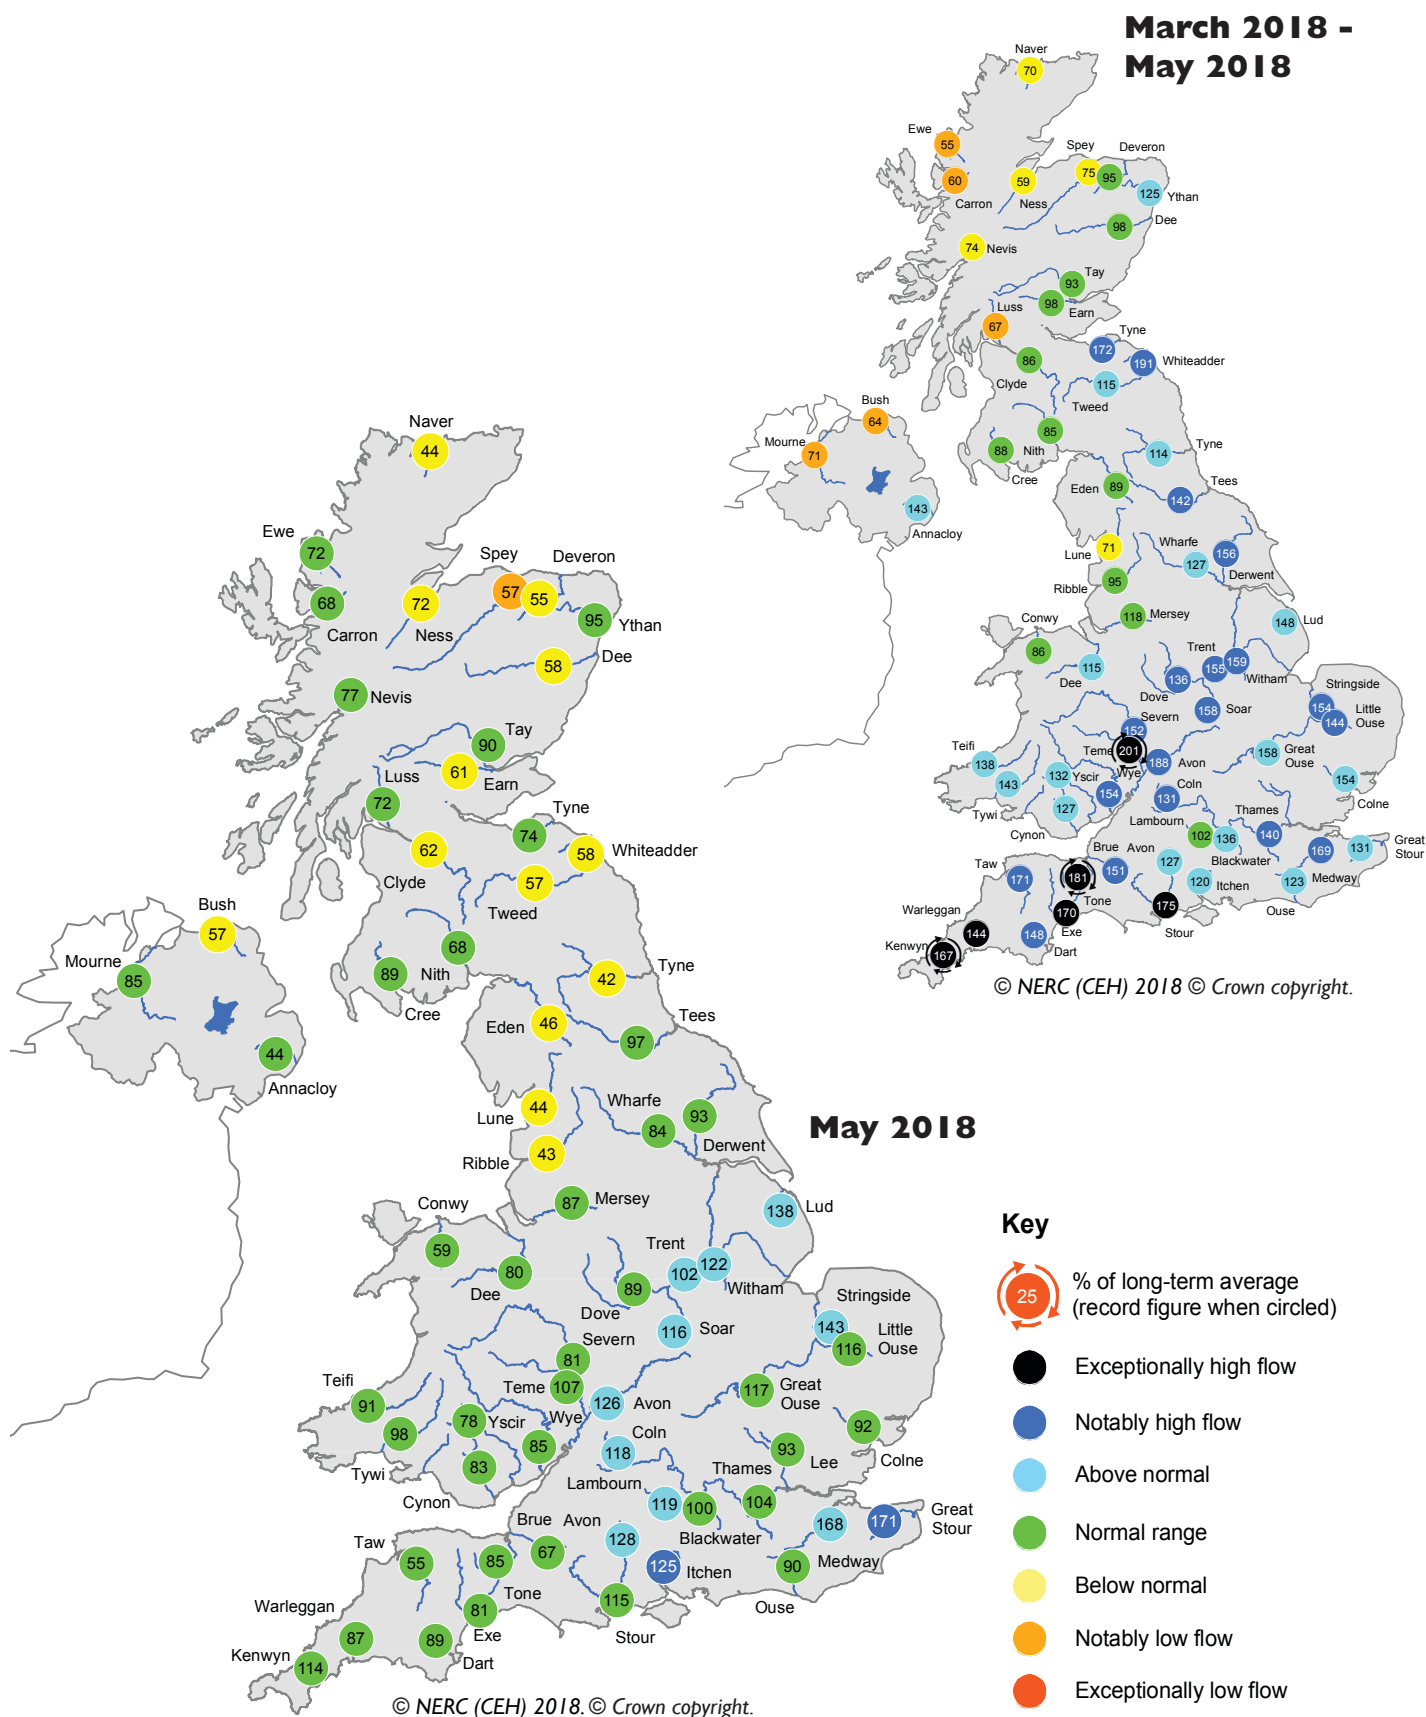 March 2018 -
May 2018
Naver
70
Ewe
55
60
Carron
59
Ness
Spey
75
Deveron
95
125
Ythan
Dee
98
74
Nevis
Tay
93
98
Earn
Luss
67
Tyne
172
191
Whiteadder
86
Clyde
115
Tweed
Bush
64
Mourne
71
143
Annacloy
85
Nith
88
Cree
Tyne
114
Eden
89
Tees
142
Lune
71
Wharfe
127
156
Derwent
Ribble
95
118
Mersey
148
Lud
Conwy
86
115
Dee
Trent
155
159
Witham
136
Dove
158
Soar
Stringside
154
Little
Ouse
144
Severn
152
Teme
201
Wye
188
Avon
158
Great
Ouse
154
Colne
Teifi
138
143
Tywi
132
Yscir
154
127
Cynon
Coln
131
Lambourn
102
136
Blackwater
Thames
140
169
Medway
131
Great
Stour
Brue
151
Avon
127
120
Itchen
123
Ouse
Taw
171
181
Tone
170
Exe
175
Stour
Warleggan
144
148
Dart
Kenwyn
167
© NERC (CEH) 2018 © Crown copyright.
Naver
44
Ewe
72
68
Carron
72
Ness
Spey
57
Deveron
55
95
Ythan
Dee
58
77
Nevis
Tay
90
61
Earn
Luss
72
Tyne
74
58
Whiteadder
62
Clyde
57
Tweed
Bush
57
Mourne
85
44
Annacloy
68
Nith
89
Cree
Tyne
42
Eden
46
Tees
97
Lune
44
Wharfe
84
93
Derwent
Ribble
43
May 2018
87
Mersey
138
Lud
Conwy
59
80
Dee
Trent
102
122
Witham
89
Dove
116
Soar
Stringside
143
Little
Ouse
116
Severn
81
Teme
107
Wye
126
Avon
117
Great
Ouse
92
Colne
Teifi
91
98
Tywi
78
Yscir
85
83
Cynon
Coln
118
93
Lee
Lambourn
119
100
Blackwater
Thames
104
168
Medway
171
Great
Stour
Brue
67
Avon
128
125
Itchen
90
Ouse
Taw
55
85
Tone
81
Exe
115
Stour
Warleggan
87
89
Dart
Kenwyn
114
© NERC (CEH) 2018. © Crown copyright.
Key
25
% of long-term average
(record figure when circled)
Exceptionally high flow
Notably high flow
Above normal
Normal range
Below normal
Notably low flow
Exceptionally low flow